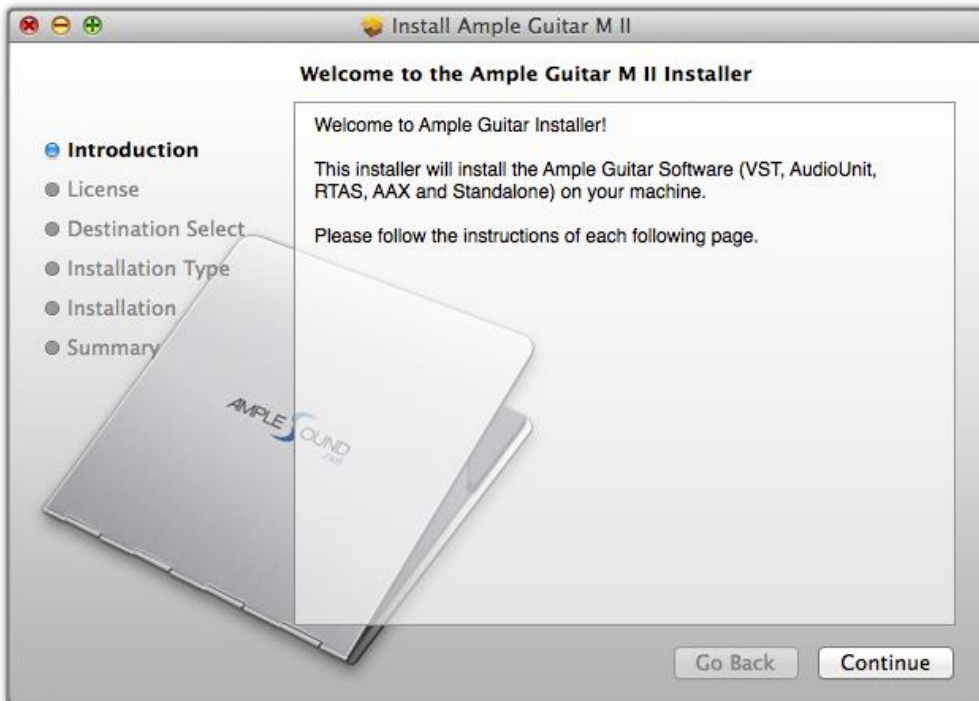 Install Ample Guitar M II
Welcome to the Ample Guitar M II Installer
Introduction
License
Destination Select
Installation Type
Installation
Summary
Welcome to Ample Guitar Installer!
This installer will install the Ample Guitar Software (VST, AudioUnit,
RTAS, AAX and Standalone) on your machine.
Please follow the instructions of each following page.
AMPLE SOUND
.net
Go Back
Continue